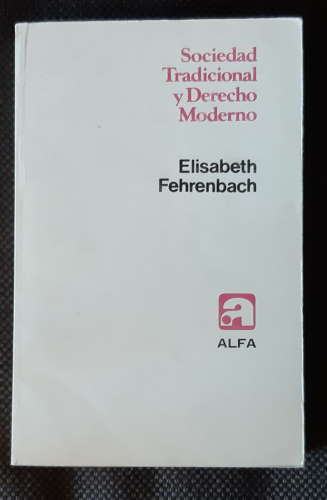 Sociedad
Tradicional
y Derecho
Moderno
Elisabeth
Fehrenbach
a
ALFA